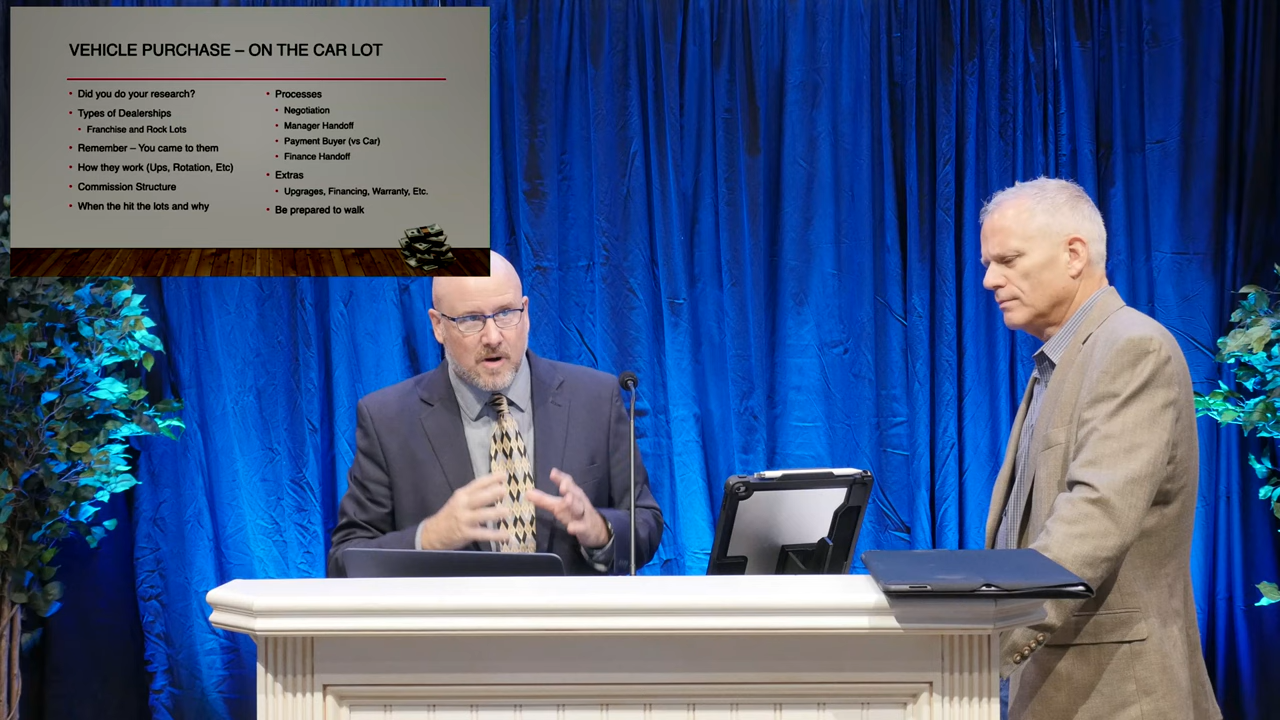 VEHICLE PURCHASE – ON THE CAR LOT
Did you do your research?
Types of Dealerships
Franchise and Rock Lots
Remember – You came to them
How they work (Ups, Rotation, Etc)
Commission Structure
When the hit the lots and why
Processes
Negotiation
Manager Handoff
Payment Buyer (vs Car)
Finance Handoff
Extras
Upgrages, Financing, Warranty, Etc.
Be prepared to walk